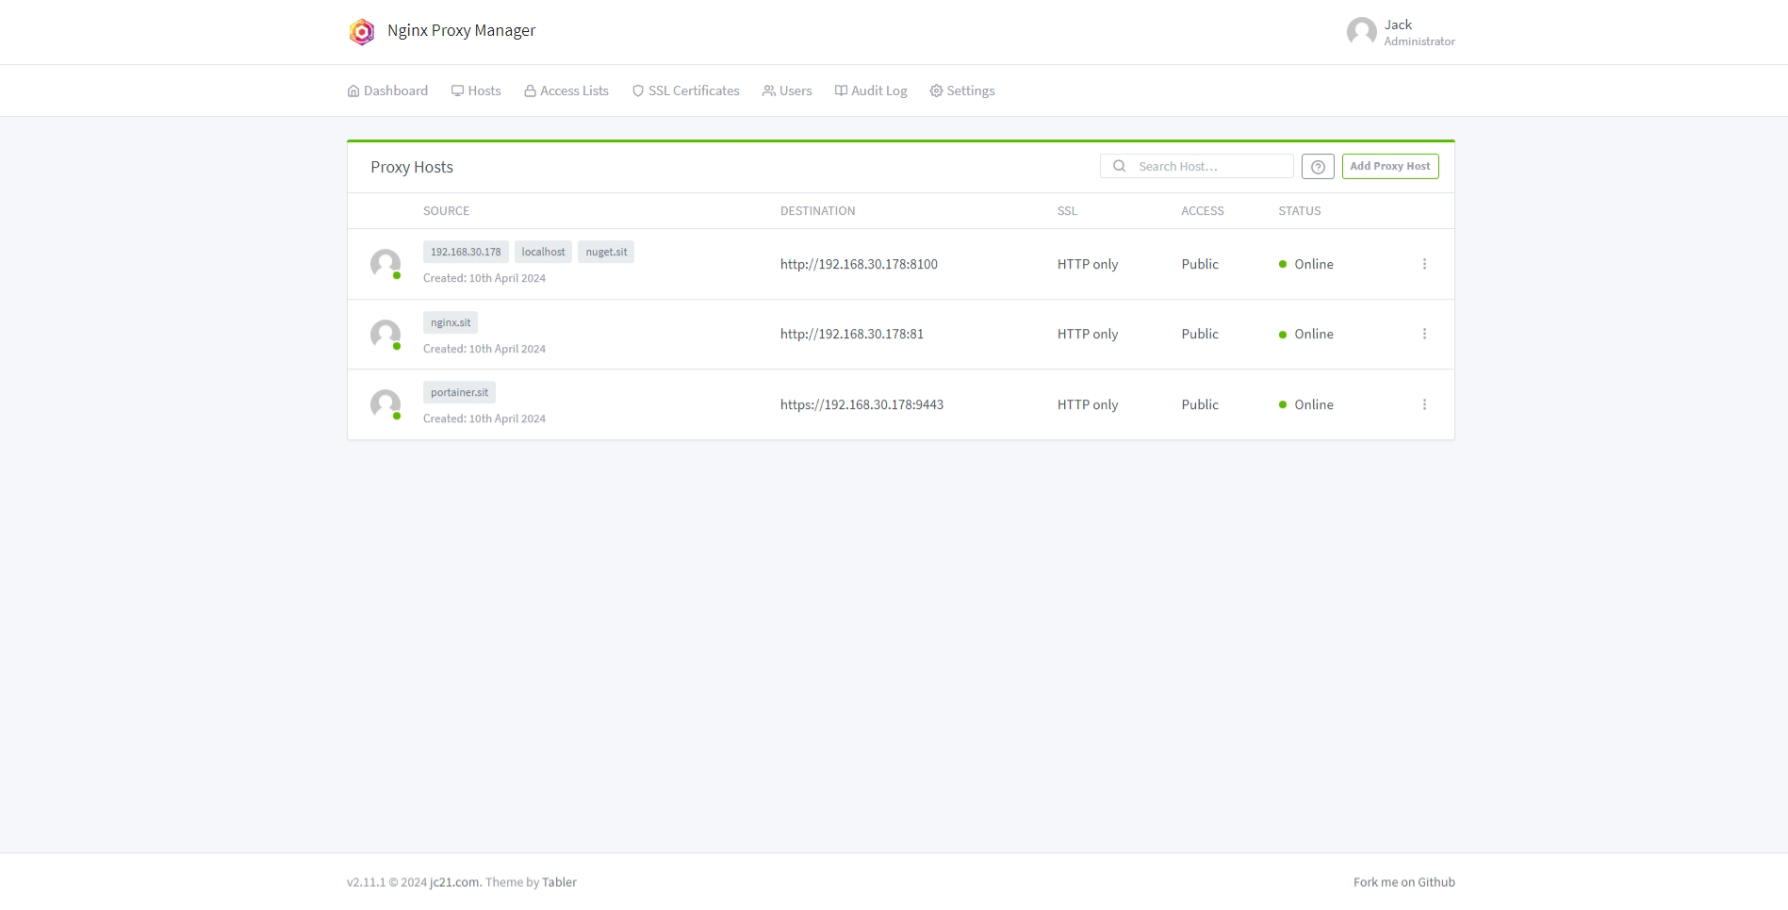 Nginx Proxy Manager
Jack
Administrator
Dashboard Hosts Access Lists SSL Certificates Users Audit Log Settings
Proxy Hosts Search Host... Add Proxy Host
SOURCE DESTINATION SSL ACCESS STATUS
192.168.30.178 localhost nuget.sit
Created: 10th April 2024
http://192.168.30.178:8100 HTTP only Public Online
nginx.sit
Created: 10th April 2024
http://192.168.30.178:81 HTTP only Public Online
portainer.sit
Created: 10th April 2024
https://192.168.30.178:9443 HTTP only Public Online
v2.11.1 © 2024 jc21.com. Theme by Tabler Fork me on Github